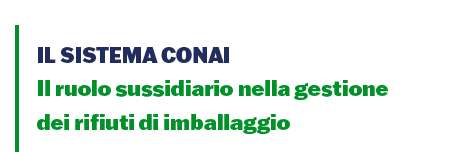 IL SISTEMA CONAI
Il ruolo sussidiario nella gestione
dei rifiuti di imballaggio